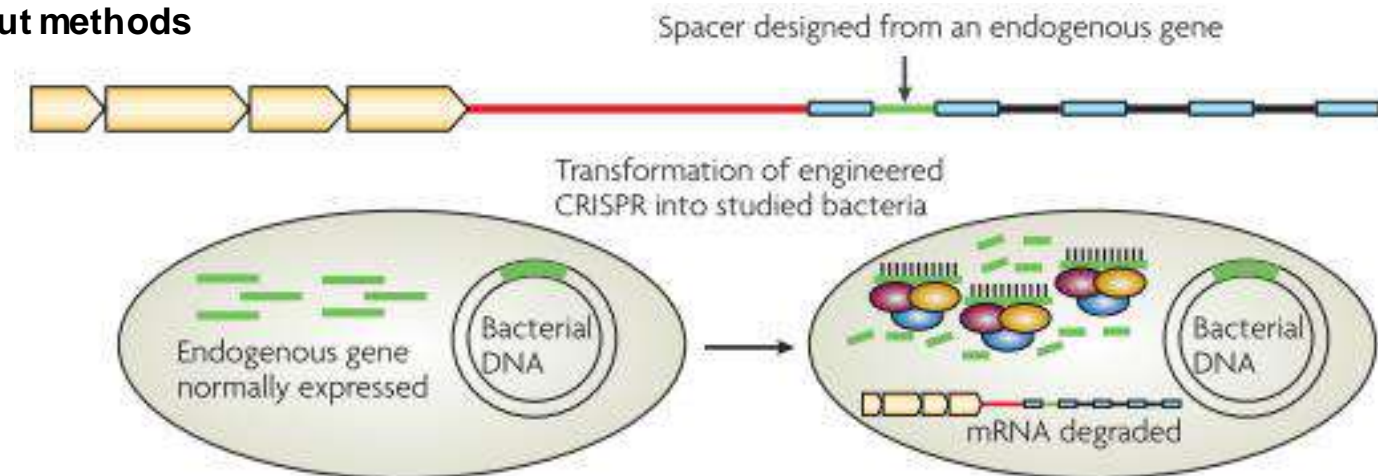 ut methods
Spacer designed from an endogenous gene
Transformation of engineered
CRISPR into studied bacteria
Endogenous gene
normally expressed
Bacterial
DNA
Bacterial
DNA
mRNA degraded